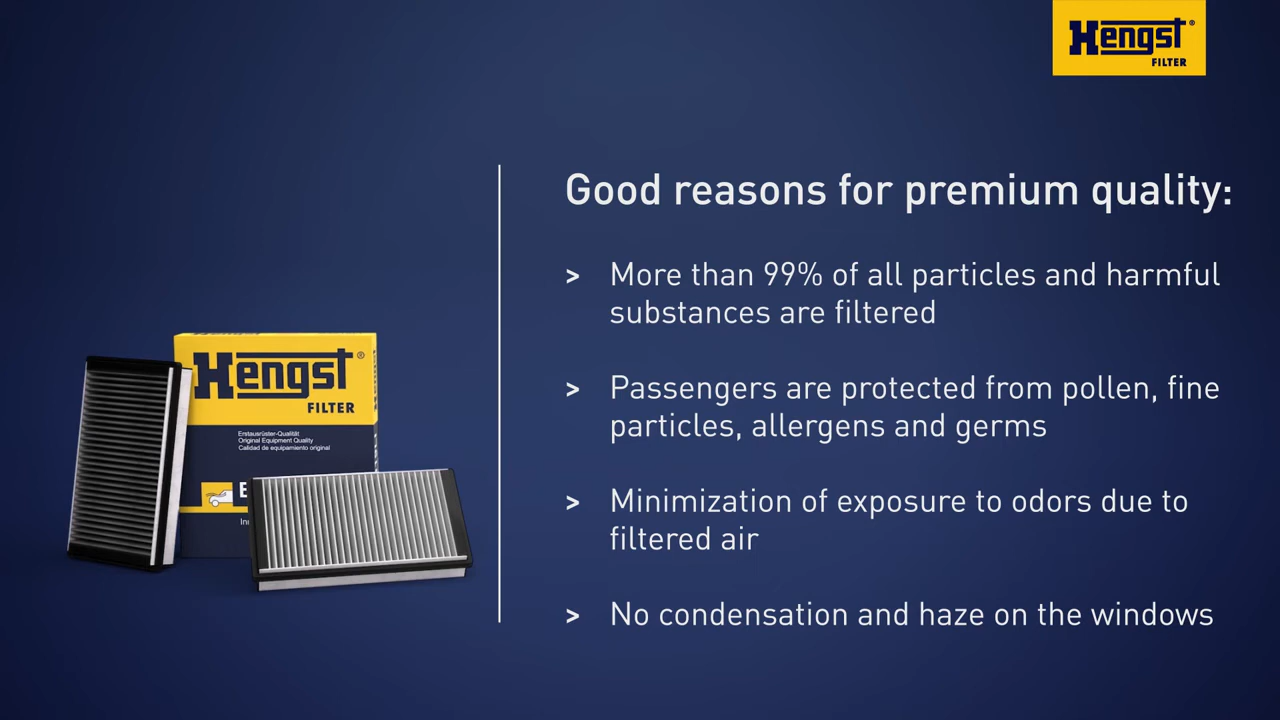 Hengst®
FILTER
Good reasons for premium quality:
> More than 99% of all particles and harmful
substances are filtered
> Passengers are protected from pollen, fine
particles, allergens and germs
> Minimization of exposure to odors due to
filtered air
> No condensation and haze on the windows
Hengst®
FILTER
Erstausrüster-Qualität
Original Equipment Quality
Calidad de equipamiento original